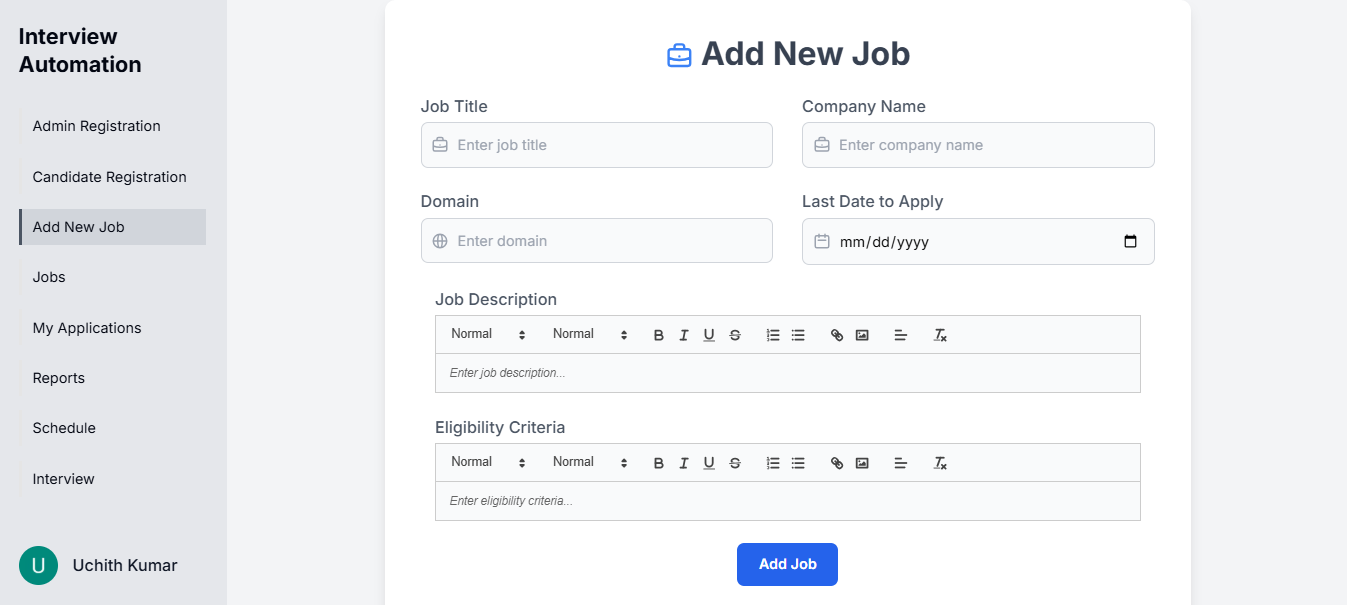 Interview
Automation
Admin Registration
Candidate Registration
Add New Job
Jobs
My Applications
Reports
Schedule
Interview
U Uchith Kumar
Add New Job
Job Title Company Name
Enter job title Enter company name
Domain Last Date to Apply
Enter domain mm/dd/yyyy
Job Description
Normal Normal B I U S
Enter job description...
Eligibility Criteria
Normal Normal B I U S
Enter eligibility criteria...
Add Job